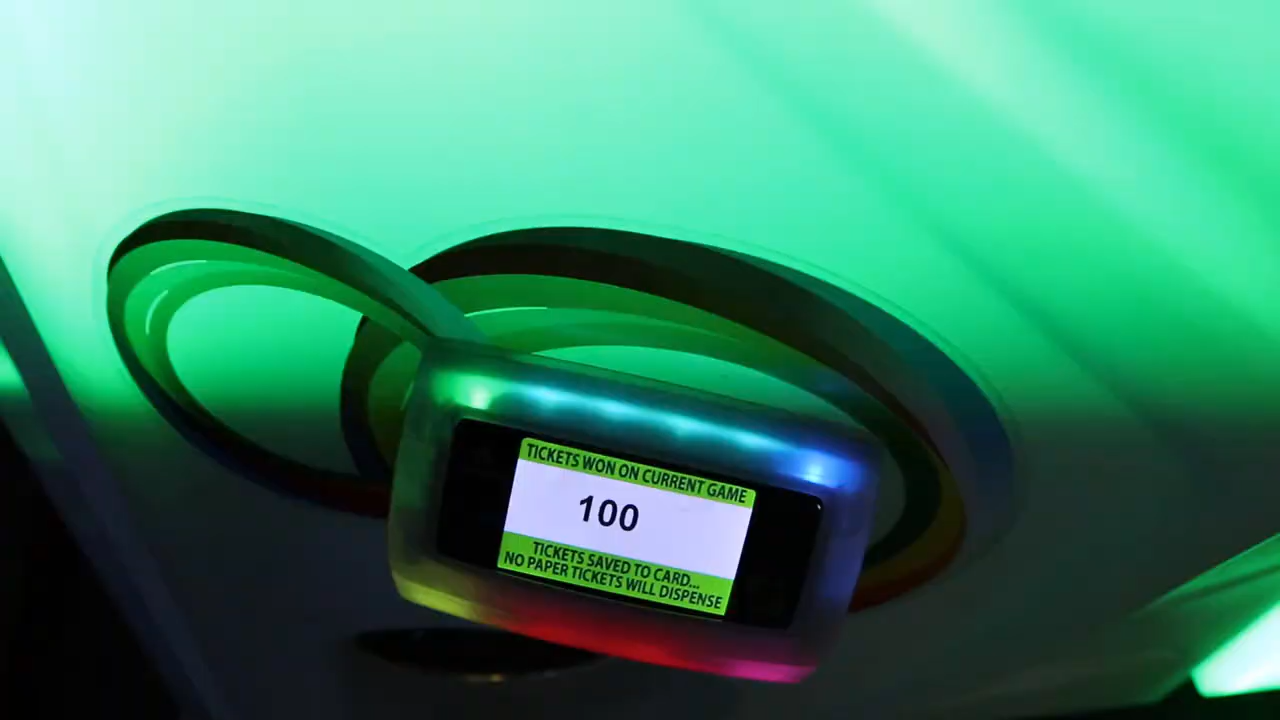 TICKETS WON ON CURRENT GAME
100
TICKETS SAVED TO CARD...
NO PAPER TICKETS WILL DISPENSE